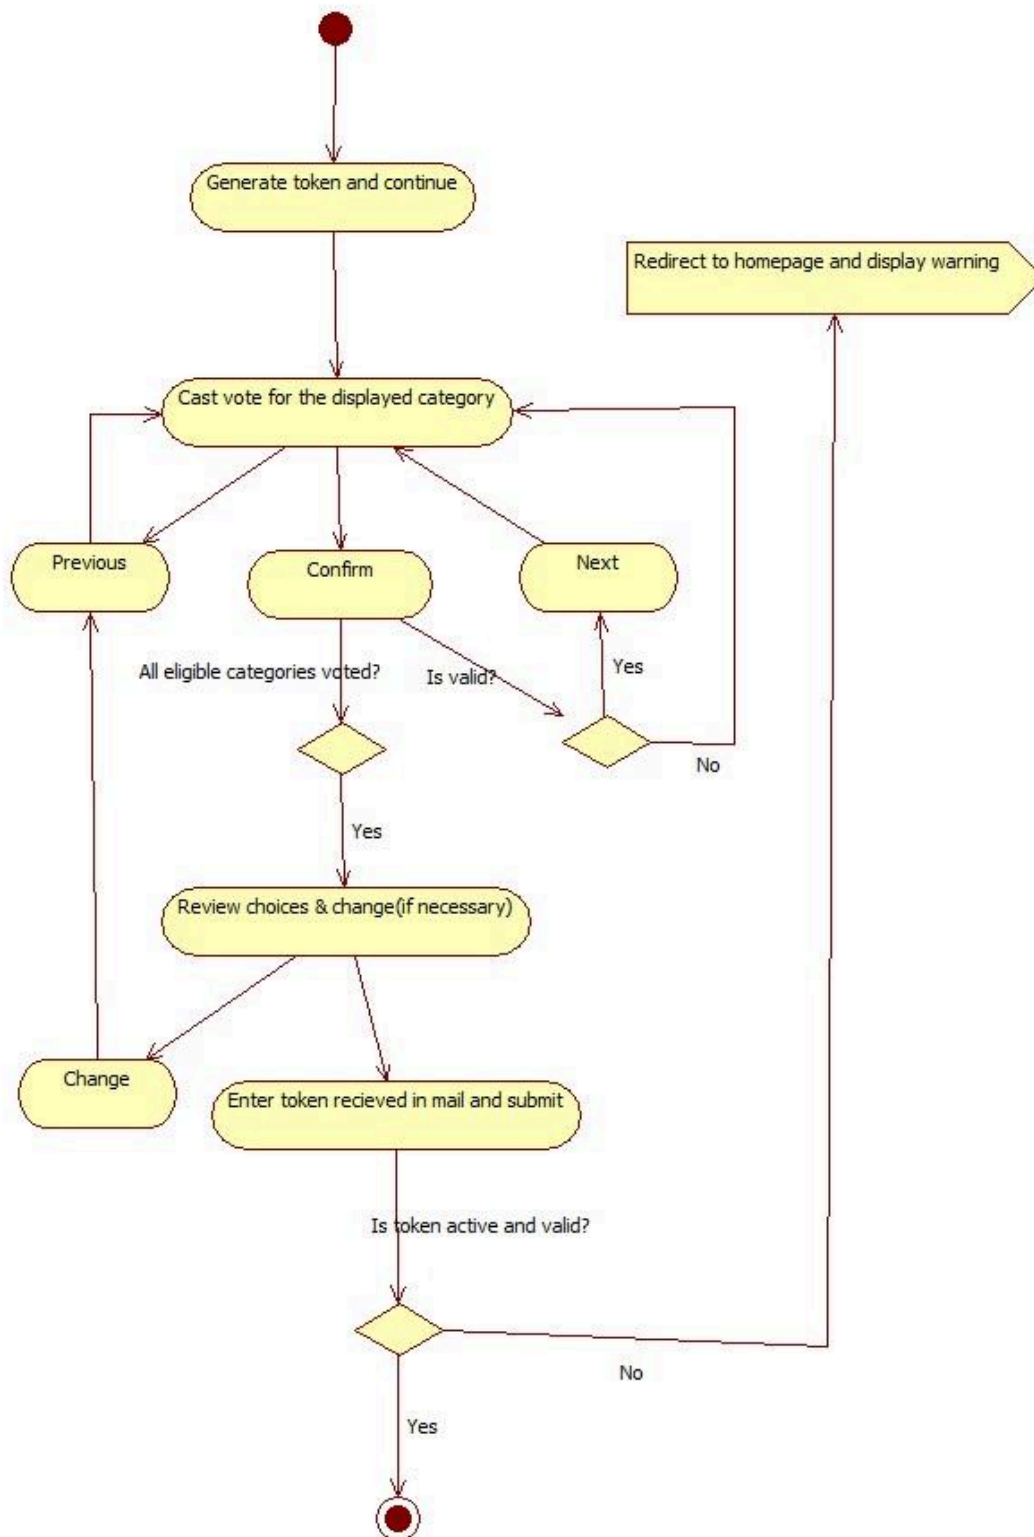 Generate token and continue
Redirect to homepage and display warning
Cast vote for the displayed category
Previous
Confirm
Next
All eligible categories voted?
Is valid?
Yes
No
Yes
Review choices & change(if necessary)
Change
Enter token recieved in mail and submit
Is token active and valid?
No
Yes